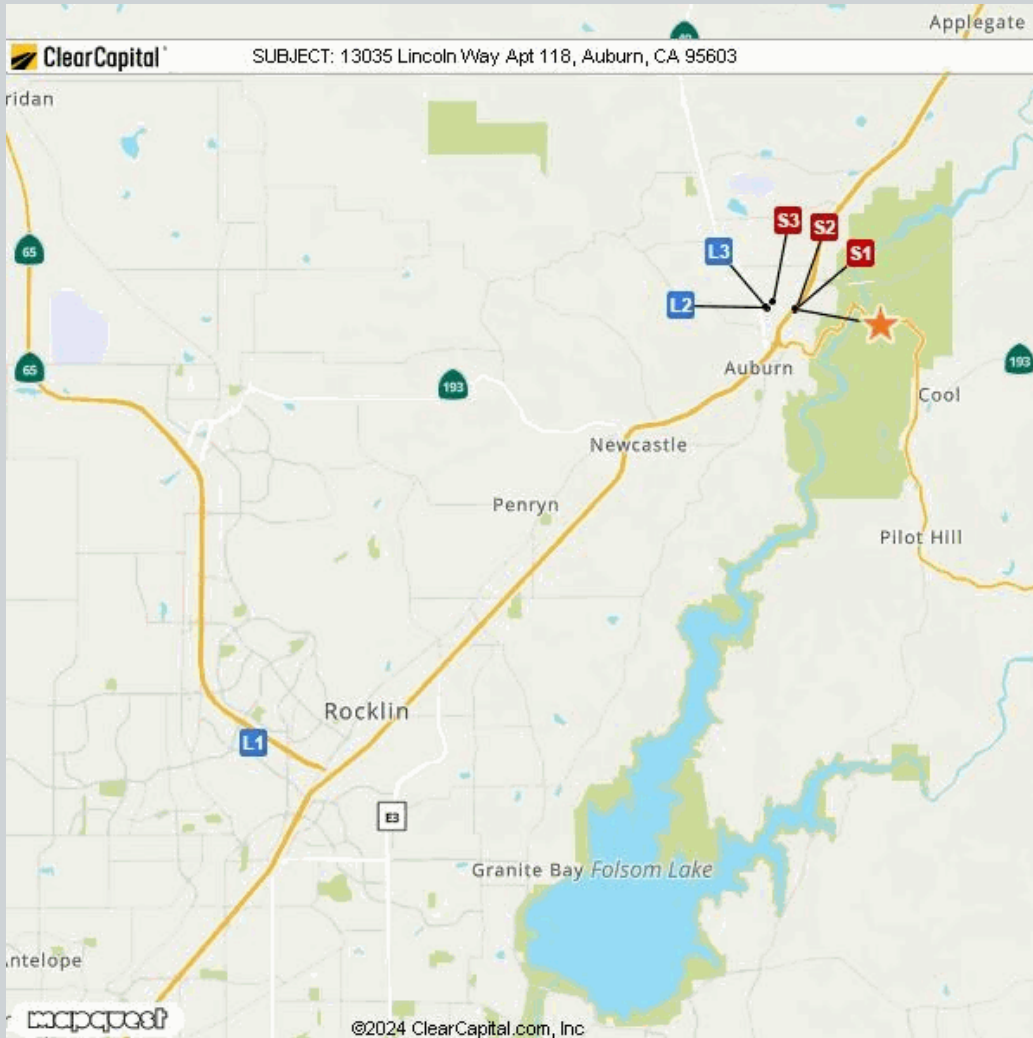 Applegate
ClearCapital
SUBJECT: 13035 Lincoln Way Apt 118, Auburn, CA 95603
ridan
S3
S2
S1
L3
65
L2
65
193
193
Auburn
Cool
Newcastle
Penryn
Pilot Hill
Rocklin
L1
E3
Granite Bay Folsom Lake
Antelope
mapquest
©2024 ClearCapital.com, Inc